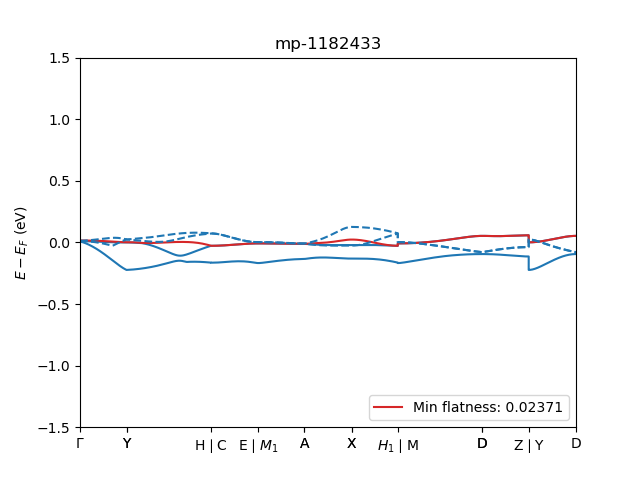 mp-1182433
1.5
1.0
0.5
0.0
−0.5
−1.0
−1.5
E − E_F (eV)
Min flatness: 0.02371
Γ Y H | C E | M_1 A X H_1 | M D Z | Y D